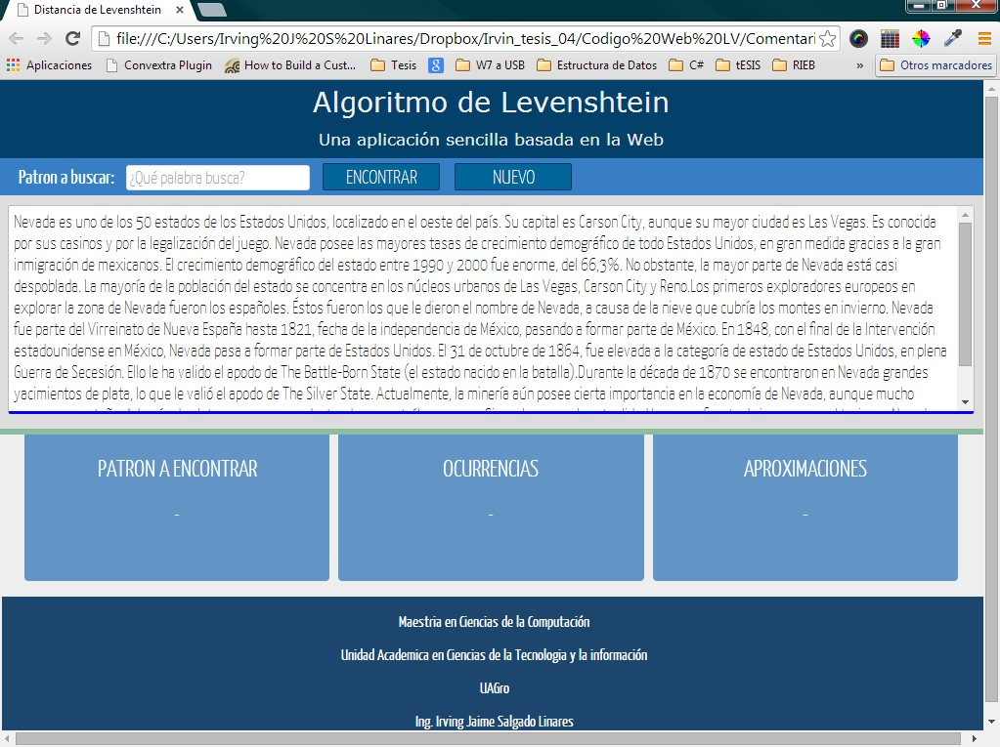 Distancia de Levenshtein
file:///C:/Users/Irving%20J%20S%20Linares/Dropbox/Irvin_tesis_04/Codigo%20Web%20LV/Comentari
Aplicaciones Convextra Plugin How to Build a Cust... Tesis W7 a USB Estructura de Datos C# tESIS RIEB » Otros marcadores
Algoritmo de Levenshtein
Una aplicación sencilla basada en la Web
Patron a buscar: ¿Qué palabra busca? ENCONTRAR NUEVO
Nevada es uno de los 50 estados de los Estados Unidos, localizado en el oeste del país. Su capital es Carson City, aunque su mayor ciudad es Las Vegas. Es conocida
por sus casinos y por la legalización del juego. Nevada posee las mayores tasas de crecimiento demográfico de todo Estados Unidos, en gran medida gracias a la gran
inmigración de mexicanos. El crecimiento demográfico del estado entre 1990 y 2000 fue enorme, del 66,3%. No obstante, la mayor parte de Nevada está casi
despoblada. La mayoría de la población del estado se concentra en los núcleos urbanos de Las Vegas, Carson City y Reno.Los primeros exploradores europeos en
explorar la zona de Nevada fueron los españoles. Éstos fueron los que le dieron el nombre de Nevada, a causa de la nieve que cubría los montes en invierno. Nevada
fue parte del Virreinato de Nueva España hasta 1821, fecha de la independencia de México, pasando a formar parte de México. En 1848, con el final de la Intervención
estadounidense en México, Nevada pasa a formar parte de Estados Unidos. El 31 de octubre de 1864, fue elevada a la categoría de estado de Estados Unidos, en plena
Guerra de Secesión. Ello le ha valido el apodo de The Battle-Born State (el estado nacido en la batalla).Durante la década de 1870 se encontraron en Nevada grandes
yacimientos de plata, lo que le valió el apodo de The Silver State. Actualmente, la minería aún posee cierta importancia en la economía de Nevada, aunque mucho
PATRON A ENCONTRAR OCURRENCIAS APROXIMACIONES
- - -
Maestria en Ciencias de la Computación
Unidad Academica en Ciencias de la Tecnologia y la información
UAGro
Ing. Irving Jaime Salgado Linares